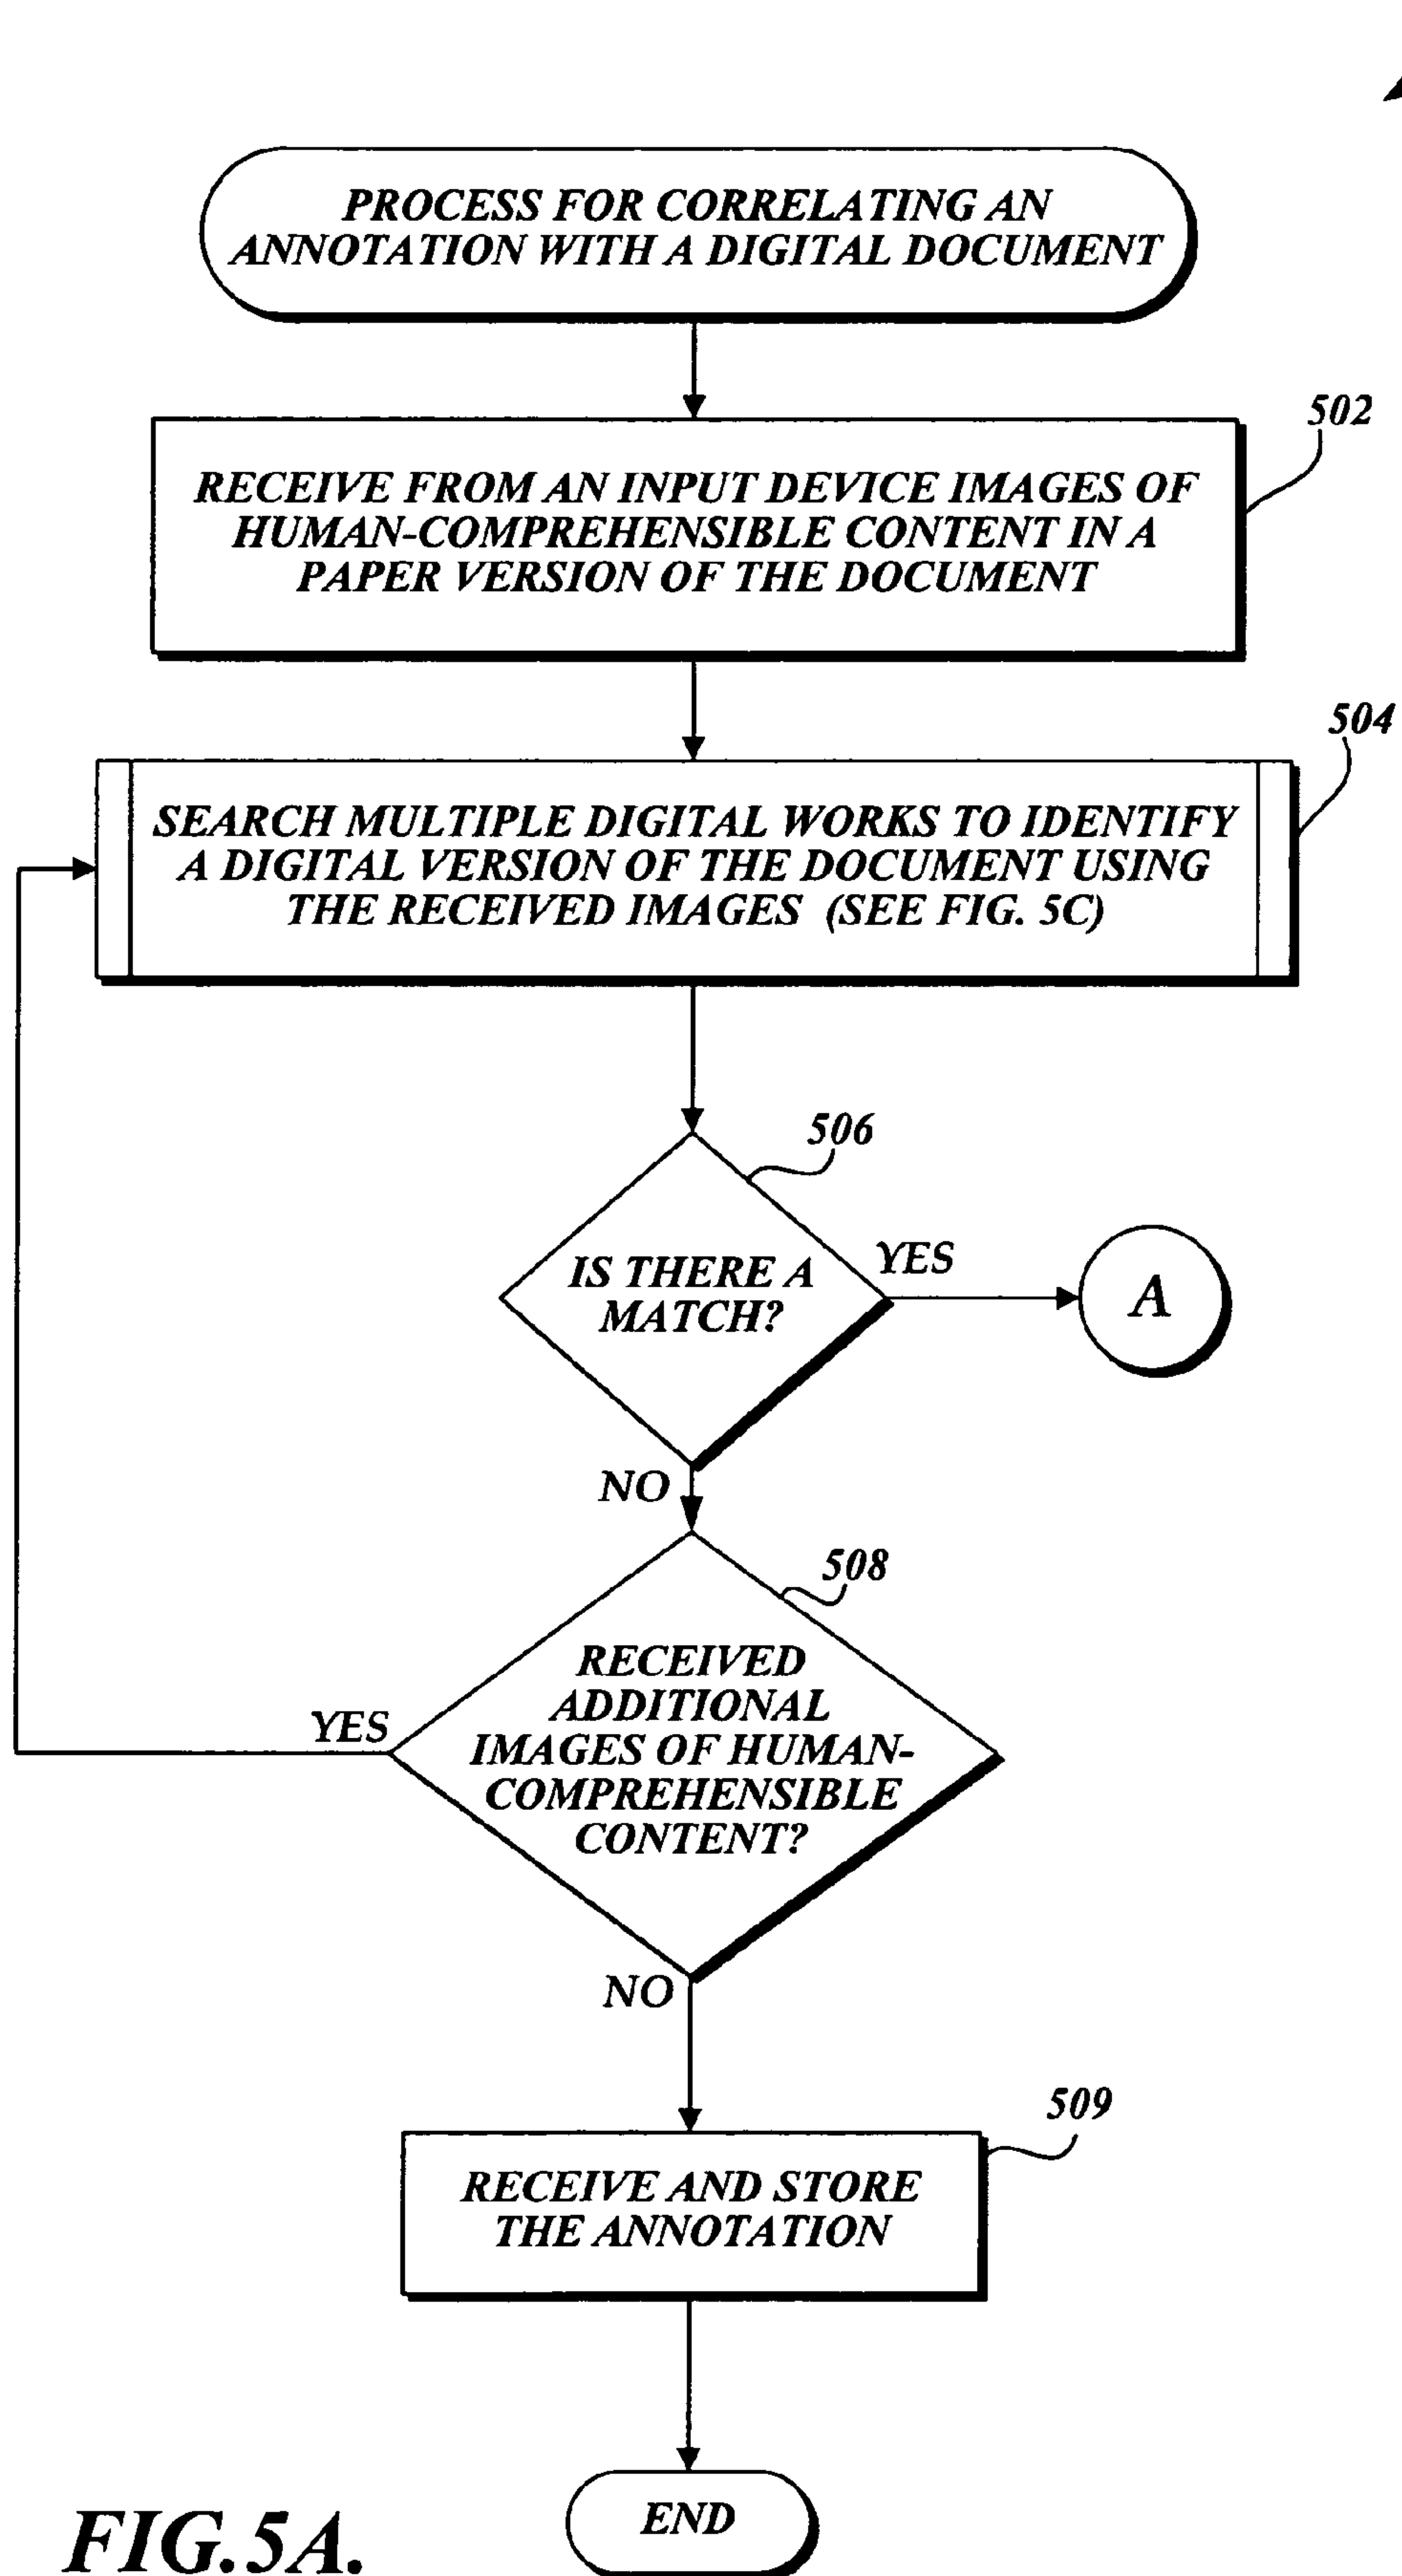 PROCESS FOR CORRELATING AN
ANNOTATION WITH A DIGITAL DOCUMENT
502
RECEIVE FROM AN INPUT DEVICE IMAGES OF
HUMAN-COMPREHENSIBLE CONTENT IN A
PAPER VERSION OF THE DOCUMENT
504
SEARCH MULTIPLE DIGITAL WORKS TO IDENTIFY
A DIGITAL VERSION OF THE DOCUMENT USING
THE RECEIVED IMAGES (SEE FIG. 5C)
506
IS THERE A
MATCH?
YES
A
NO
508
RECEIVED
ADDITIONAL
IMAGES OF HUMAN-
COMPREHENSIBLE
CONTENT?
YES
NO
509
RECEIVE AND STORE
THE ANNOTATION
END
FIG.5A.